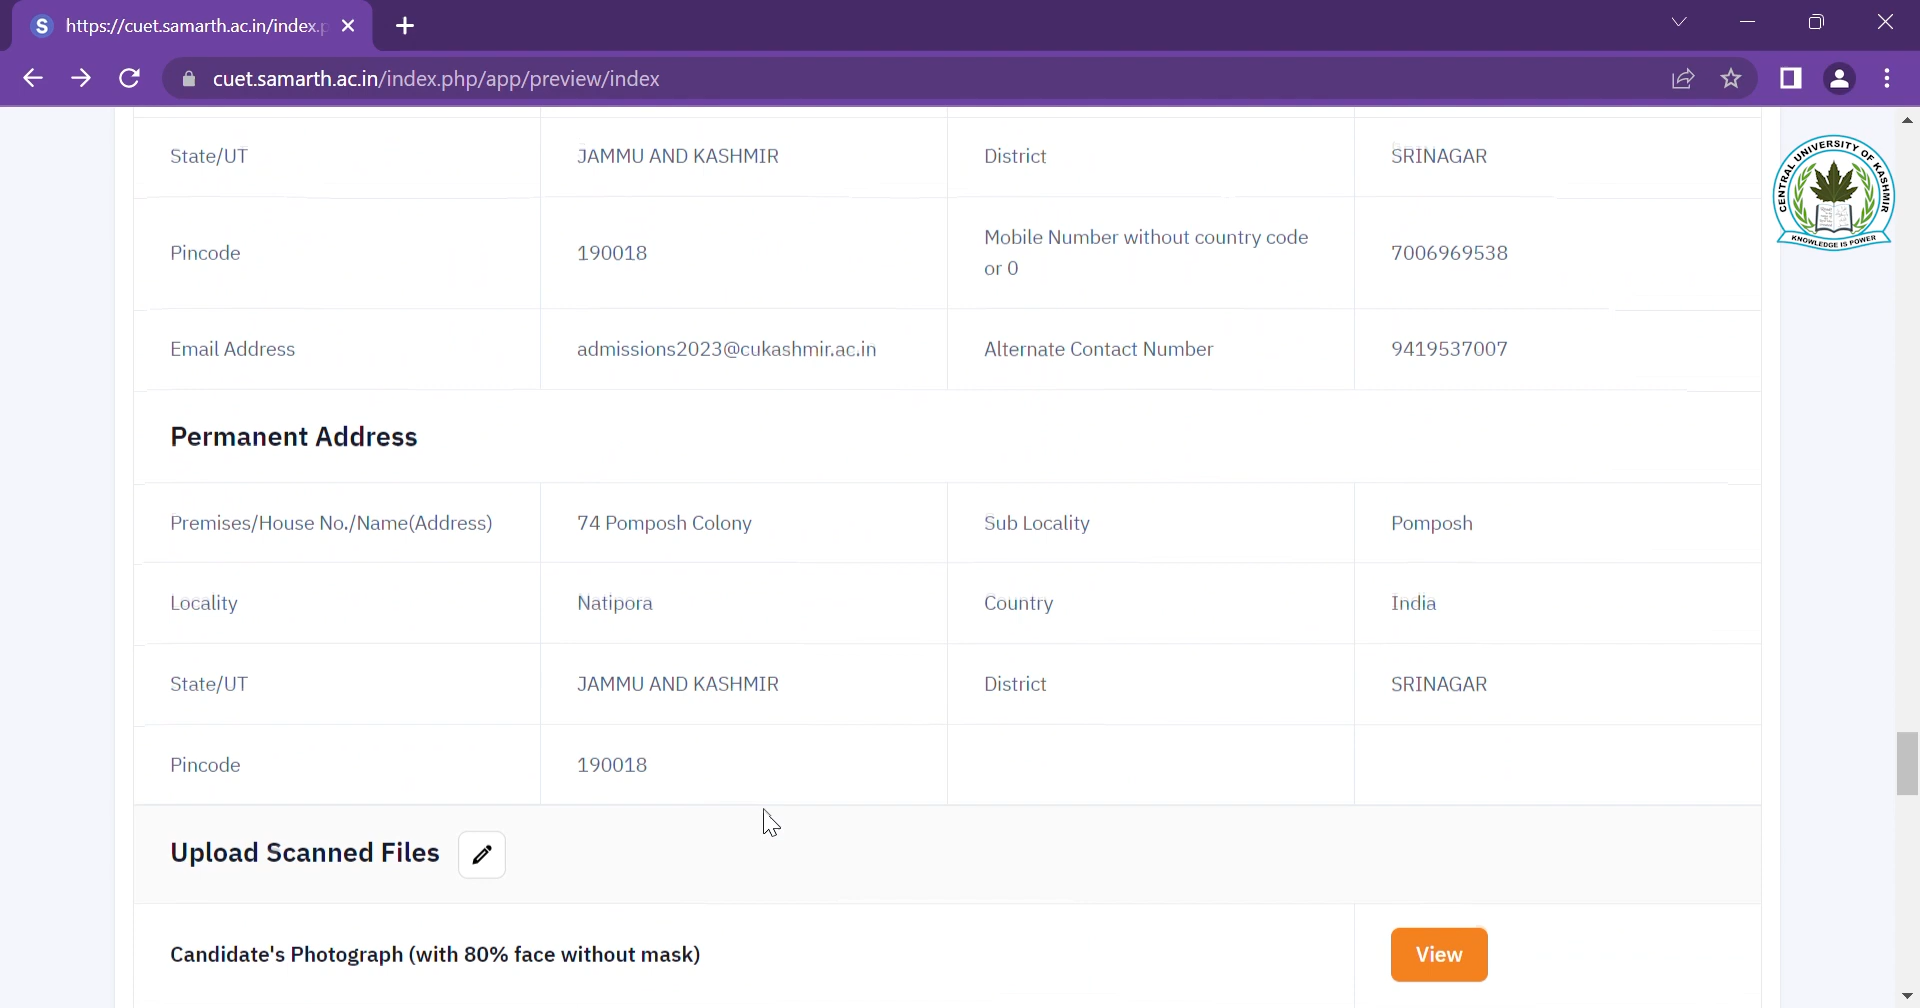 S https://cuet.samarth.ac.in/index.p
cuet.samarth.ac.in/index.php/app/preview/index
State/UT JAMMU AND KASHMIR District SRINAGAR
CENTRAL UNIVERSITY OF KASHMIR
KNOWLEDGE IS POWER
Pincode 190018 Mobile Number without country code
or 0 7006969538
Email Address admissions2023@cukashmir.ac.in Alternate Contact Number 9419537007
Permanent Address
Premises/House No./Name(Address) 74 Pomposh Colony Sub Locality Pomposh
Locality Natipora Country India
State/UT JAMMU AND KASHMIR District SRINAGAR
Pincode 190018
Upload Scanned Files
Candidate's Photograph (with 80% face without mask) View